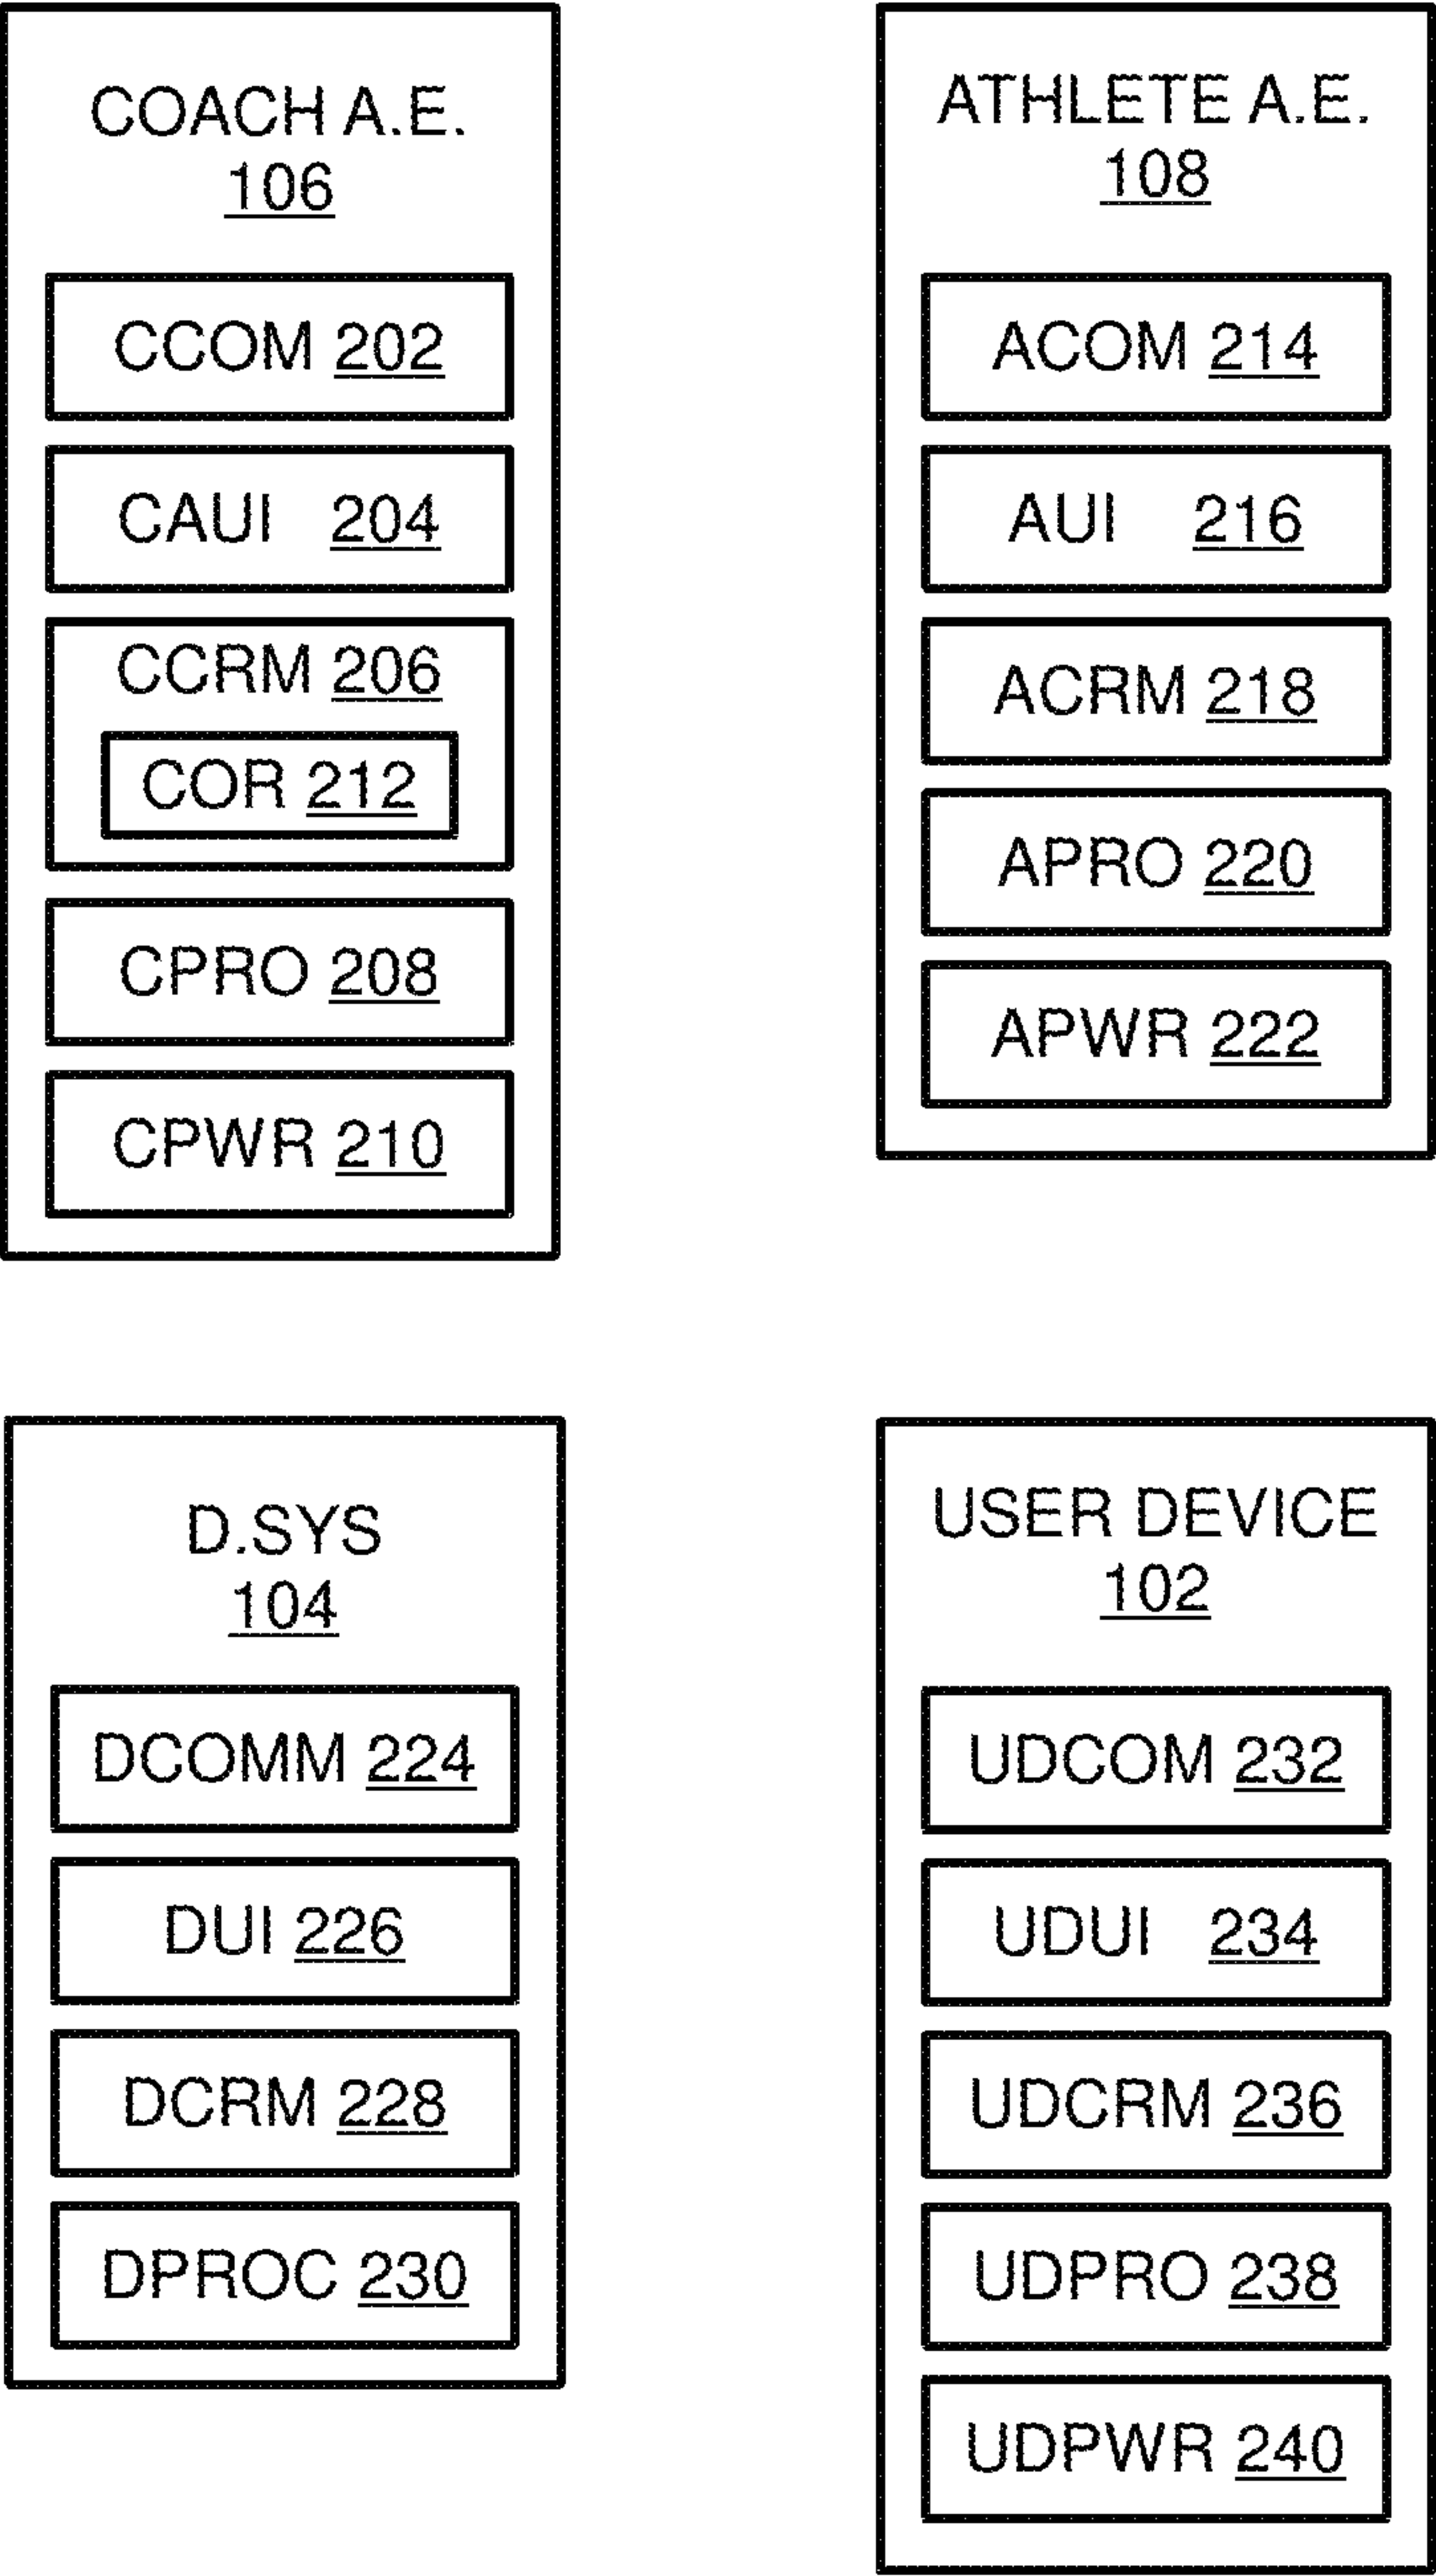 COACH A.E.
106
CCOM 202
CAUI 204
CCRM 206
COR 212
CPRO 208
CPWR 210
ATHLETE A.E.
108
ACOM 214
AUI 216
ACRM 218
APRO 220
APWR 222
D.SYS
104
DCOMM 224
DUI 226
DCRM 228
DPROC 230
USER DEVICE
102
UDCOM 232
UDUI 234
UDCRM 236
UDPRO 238
UDPWR 240